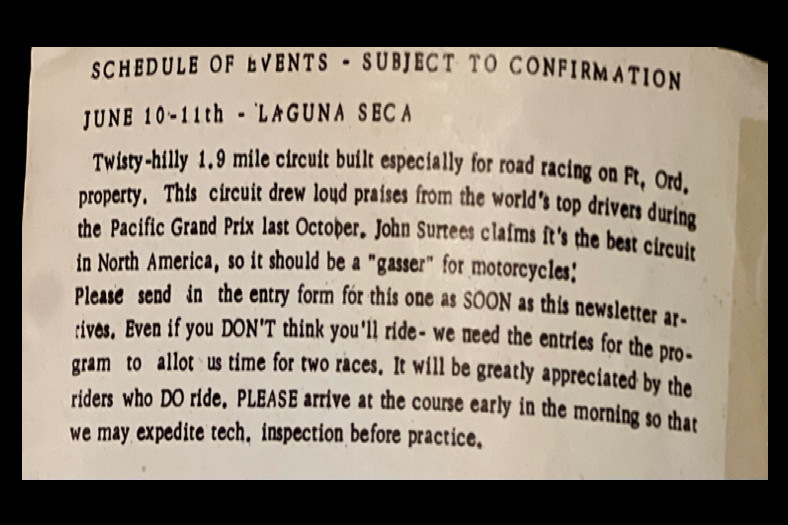 SCHEDULE OF EVENTS - SUBJECT TO CONFIRMATION
JUNE 10-11th - LAGUNA SECA
Twisty-hilly 1.9 mile circuit built especially for road racing on Ft. Ord.
property. This circuit drew loud praises from the world's top drivers during
the Pacific Grand Prix last October. John Surtees claims it's the best circuit
in North America, so it should be a "gasser" for motorcycles!
Please send in the entry form for this one as SOON as this newsletter ar-
rives. Even if you DON'T think you'll ride- we need the entries for the pro-
gram to allot us time for two races. It will be greatly appreciated by the
riders who DO ride. PLEASE arrive at the course early in the morning so that
we may expedite tech. inspection before practice.